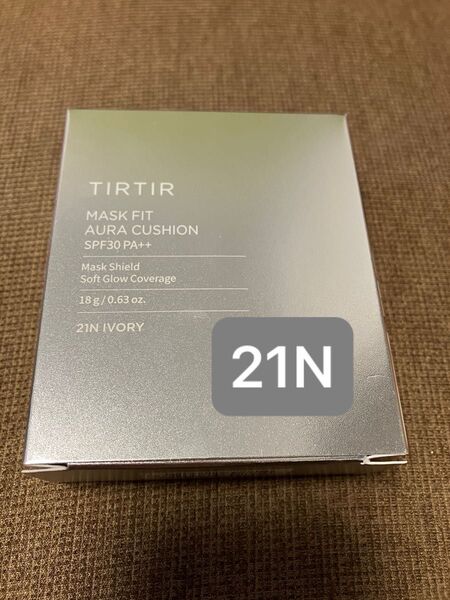 TIRTIR
MASK FIT
AURA CUSHION
SPF30 PA++
Mask Shield
Soft Glow Coverage
18 g / 0.63 oz.
21N IVORY
21N